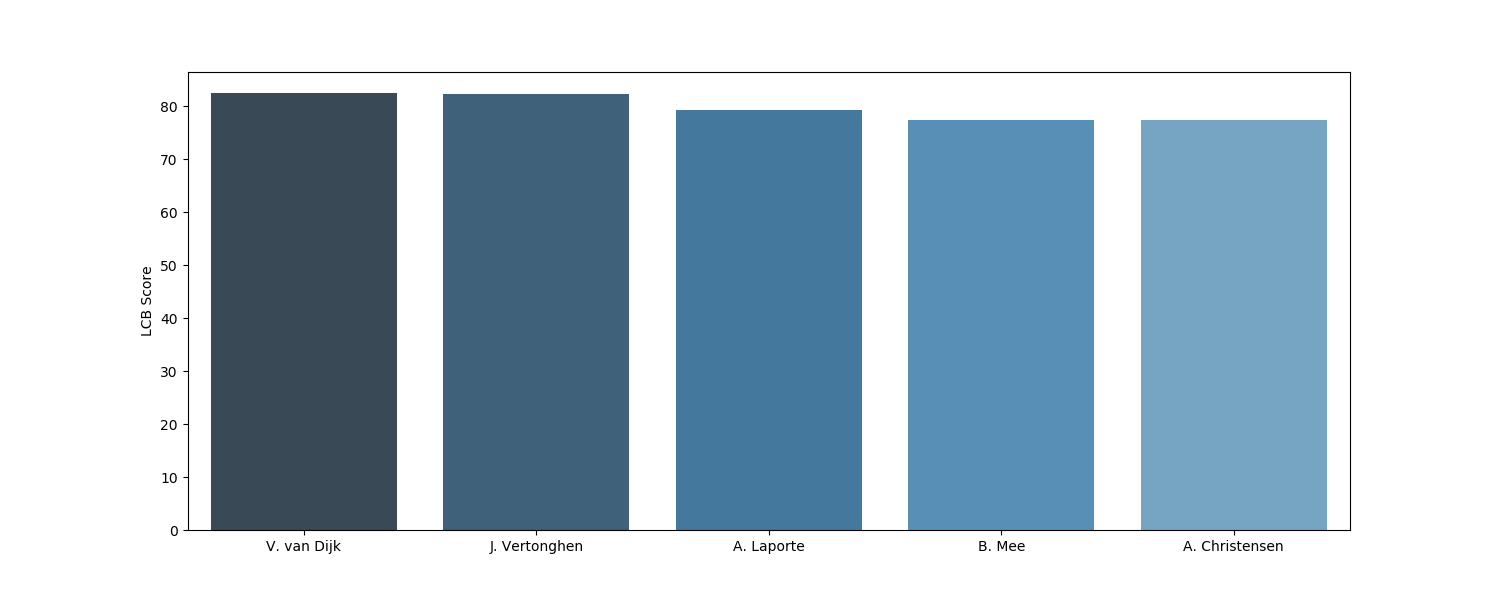 80
70
60
50
40
30
20
10
0
LCB Score
V. van Dijk
J. Vertonghen
A. Laporte
B. Mee
A. Christensen